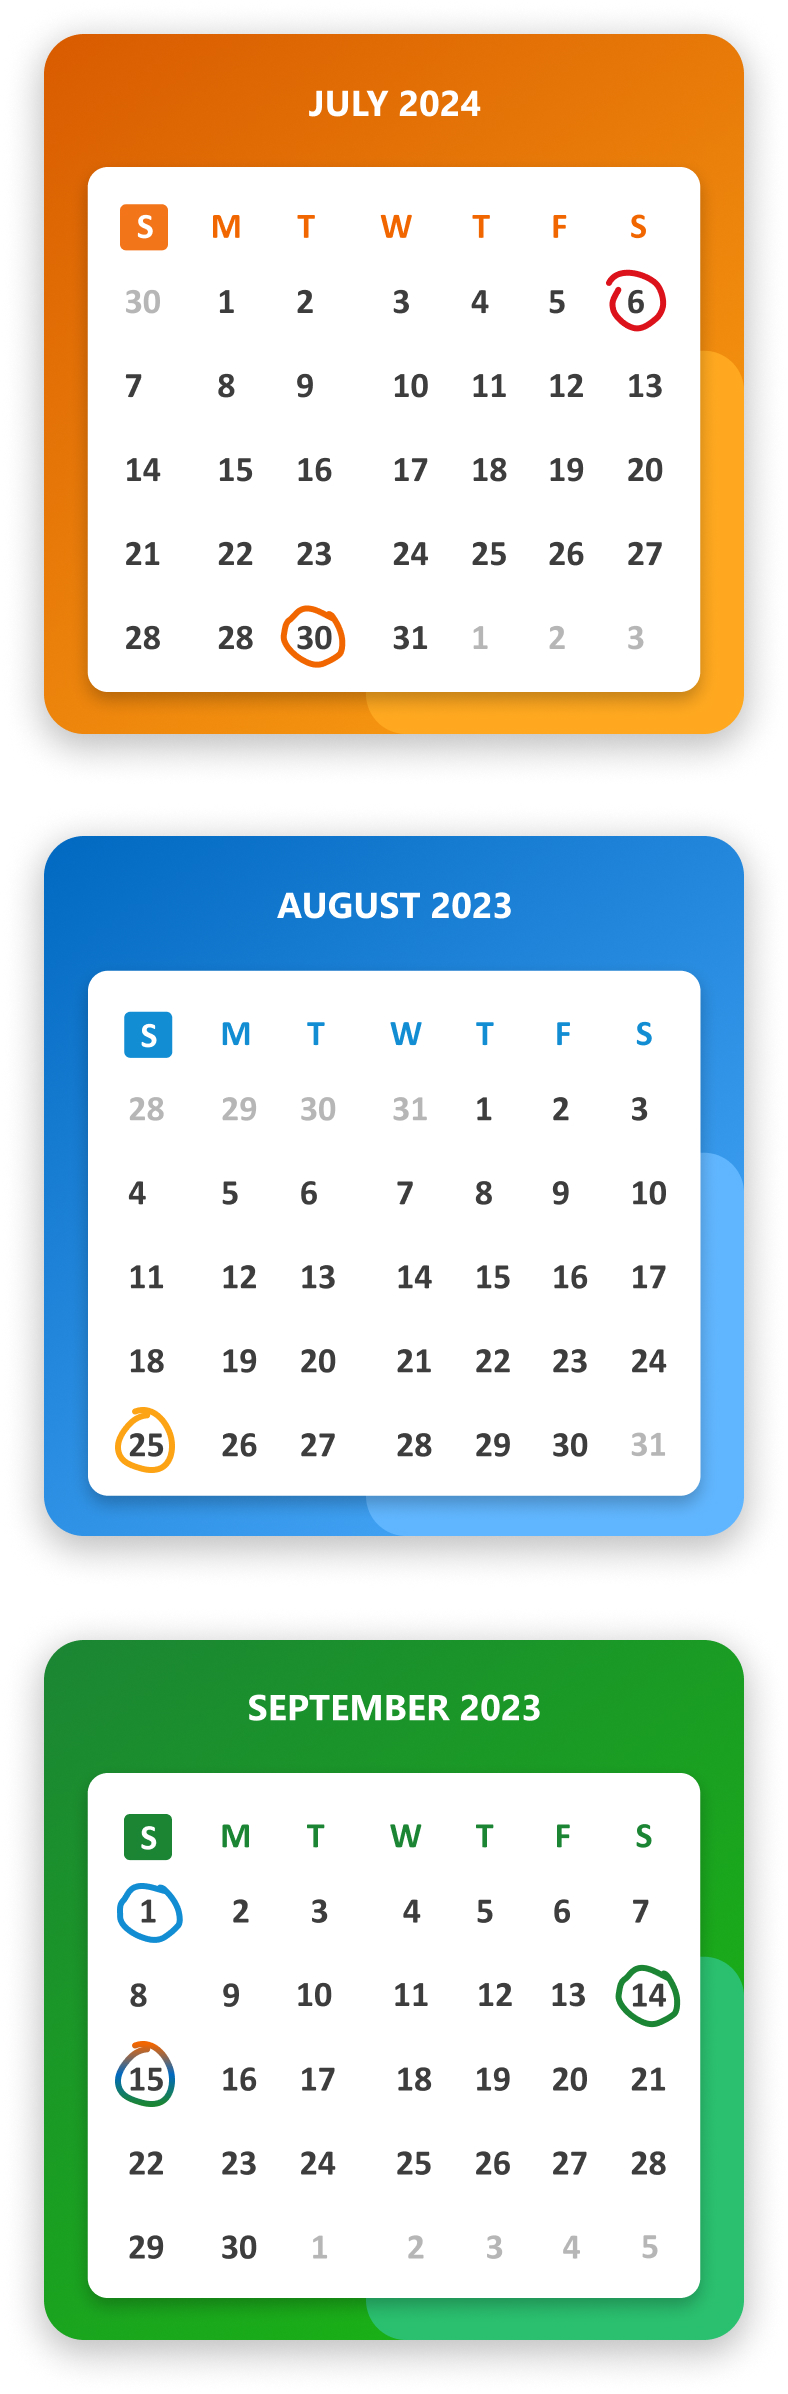 JULY 2024
S M T W T F S
30 1 2 3 4 5 6
7 8 9 10 11 12 13
14 15 16 17 18 19 20
21 22 23 24 25 26 27
28 28 30 31 1 2 3
AUGUST 2023
S M T W T F S
28 29 30 31 1 2 3
4 5 6 7 8 9 10
11 12 13 14 15 16 17
18 19 20 21 22 23 24
25 26 27 28 29 30 31
SEPTEMBER 2023
S M T W T F S
1 2 3 4 5 6 7
8 9 10 11 12 13 14
15 16 17 18 19 20 21
22 23 24 25 26 27 28
29 30 1 2 3 4 5